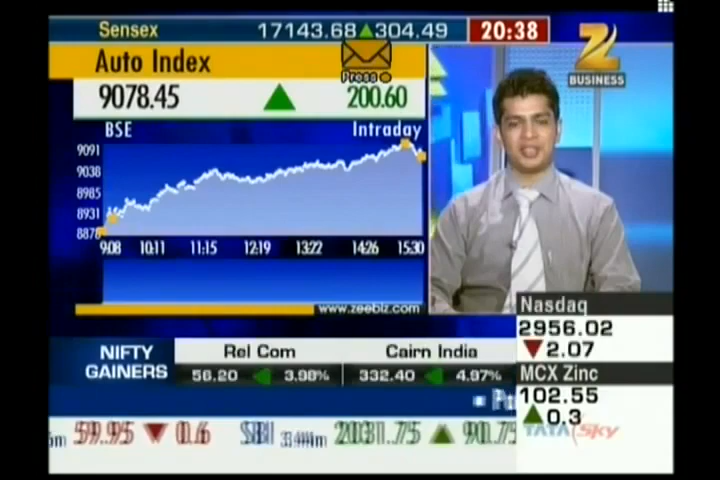 Sensex 17143.68 ▲ 304.49 20:38
Auto Index
Press
9078.45 ▲ 200.60
BUSINESS
BSE Intraday
9091
9038
8985
8931
8878
9:08 10:11 11:15 12:19 13:22 14:26 15:30
www.zeebiz.com
Nasdaq
2956.02
▼ 2.07
NIFTY GAINERS
Rel Com Cairn India
56.20 3.98% 332.40 4.97%
MCX Zinc
102.55
▲ 0.3
59.95 ▼ 0.6 SBI 2031.75 ▲ 90.75
TATA Sky